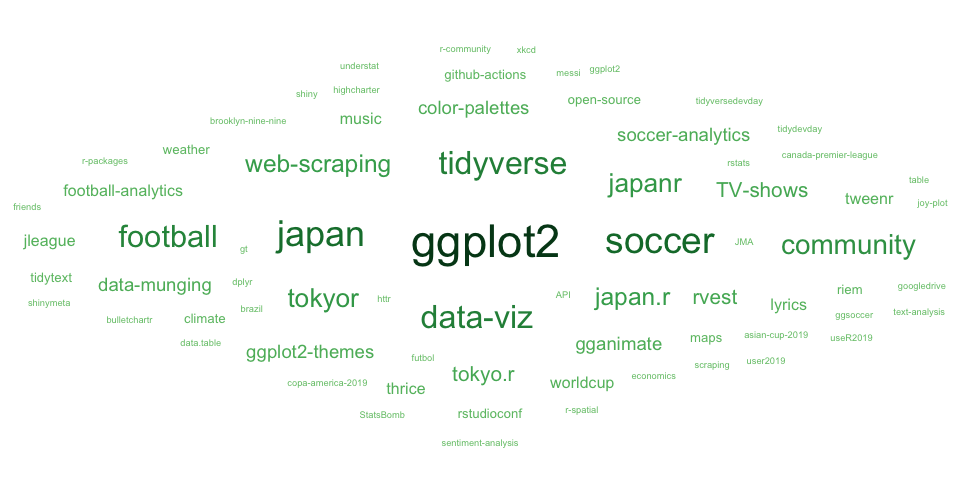 r-community xkcd
understat github-actions messi ggplot2
shiny highcharter color-palettes open-source tidyversedevday
brooklyn-nine-nine music soccer-analytics tidydevday
r-packages weather web-scraping tidyverse rstats canada-premier-league
football-analytics japanr TV-shows tweenr table
friends joy-plot
jleague football gt japan ggplot2 soccer JMA community
tidytext data-munging dplyr tokyor httr API japan.r rvest riem googledrive
shinymeta brazil lyrics ggsoccer text-analysis
bulletchartr climate data-viz
data.table ggplot2-themes futbol gganimate maps asian-cup-2019 useR2019
copa-america-2019 thrice tokyo.r worldcup economics scraping user2019
StatsBomb rstudioconf r-spatial
sentiment-analysis